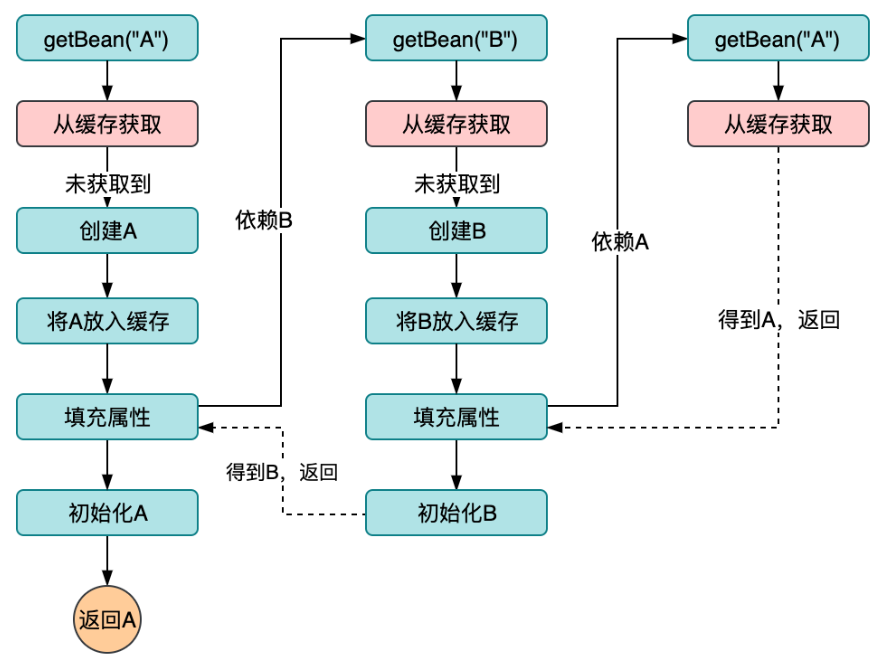 getBean("A")
从缓存获取
未获取到
创建A
将A放入缓存
填充属性
初始化A
返回A
依赖B
得到B，返回
getBean("B")
从缓存获取
未获取到
创建B
将B放入缓存
填充属性
初始化B
依赖A
getBean("A")
从缓存获取
得到A，返回